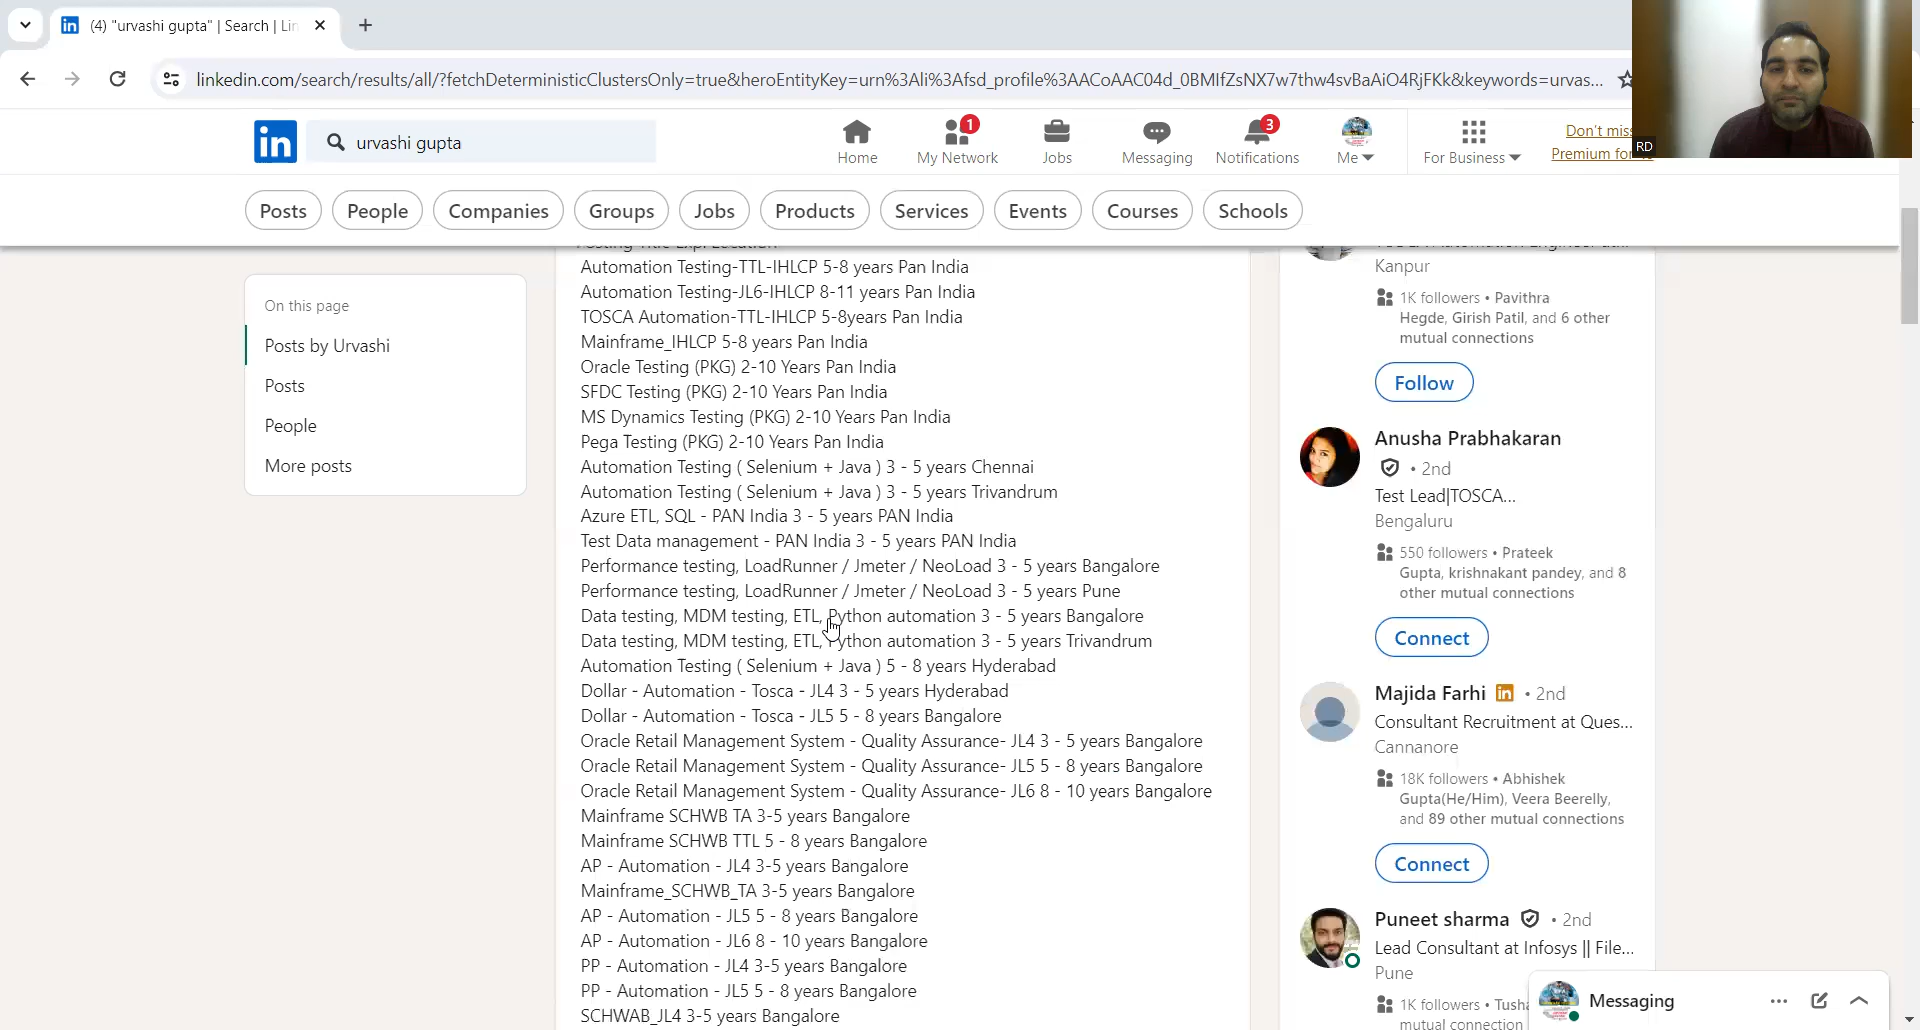 (4) "urvashi gupta" | Search | Lin
linkedin.com/search/results/all/?fetchDeterministicClustersOnly=true&heroEntityKey=urn%3Ali%3Afsd_profile%3AACoAAC04d_0BMIfZsNX7w7thw4svBaAiO4RjFKk&keywords=urvas...
in
urvashi gupta
Home
1
My Network
Jobs
Messaging
3
Notifications
Me
For Business
Don't miss
Premium for
RD
Posts
People
Companies
Groups
Jobs
Products
Services
Events
Courses
Schools
On this page
Posts by Urvashi
Posts
People
More posts
Posting Title Exp. Location
Automation Testing-TTL-IHLCP 5-8 years Pan India
Automation Testing-JL6-IHLCP 8-11 years Pan India
TOSCA Automation-TTL-IHLCP 5-8years Pan India
Mainframe_IHLCP 5-8 years Pan India
Oracle Testing (PKG) 2-10 Years Pan India
SFDC Testing (PKG) 2-10 Years Pan India
MS Dynamics Testing (PKG) 2-10 Years Pan India
Pega Testing (PKG) 2-10 Years Pan India
Automation Testing ( Selenium + Java ) 3 - 5 years Chennai
Automation Testing ( Selenium + Java ) 3 - 5 years Trivandrum
Azure ETL, SQL - PAN India 3 - 5 years PAN India
Test Data management - PAN India 3 - 5 years PAN India
Performance testing, LoadRunner / Jmeter / NeoLoad 3 - 5 years Bangalore
Performance testing, LoadRunner / Jmeter / NeoLoad 3 - 5 years Pune
Data testing, MDM testing, ETL, Python automation 3 - 5 years Bangalore
Data testing, MDM testing, ETL, Python automation 3 - 5 years Trivandrum
Automation Testing ( Selenium + Java ) 5 - 8 years Hyderabad
Dollar - Automation - Tosca - JL4 3 - 5 years Hyderabad
Dollar - Automation - Tosca - JL5 5 - 8 years Bangalore
Oracle Retail Management System - Quality Assurance- JL4 3 - 5 years Bangalore
Oracle Retail Management System - Quality Assurance- JL5 5 - 8 years Bangalore
Oracle Retail Management System - Quality Assurance- JL6 8 - 10 years Bangalore
Mainframe SCHWB TA 3-5 years Bangalore
Mainframe SCHWB TTL 5 - 8 years Bangalore
AP - Automation - JL4 3-5 years Bangalore
Mainframe_SCHWB_TA 3-5 years Bangalore
AP - Automation - JL5 5 - 8 years Bangalore
AP - Automation - JL6 8 - 10 years Bangalore
PP - Automation - JL4 3-5 years Bangalore
PP - Automation - JL5 5 - 8 years Bangalore
SCHWAB_JL4 3-5 years Bangalore
Automation Engineer at...
Kanpur
1K followers • Pavithra
Hegde, Girish Patil, and 6 other
mutual connections
Follow
Anusha Prabhakaran
• 2nd
Test Lead|TOSCA...
Bengaluru
550 followers • Prateek
Gupta, krishnakant pandey, and 8
other mutual connections
Connect
Majida Farhi in • 2nd
Consultant Recruitment at Ques...
Cannanore
18K followers • Abhishek
Gupta(He/Him), Veera Beerelly,
and 89 other mutual connections
Connect
Puneet sharma • 2nd
Lead Consultant at Infosys || File...
Pune
1K followers • Tusha
mutual connection
Messaging